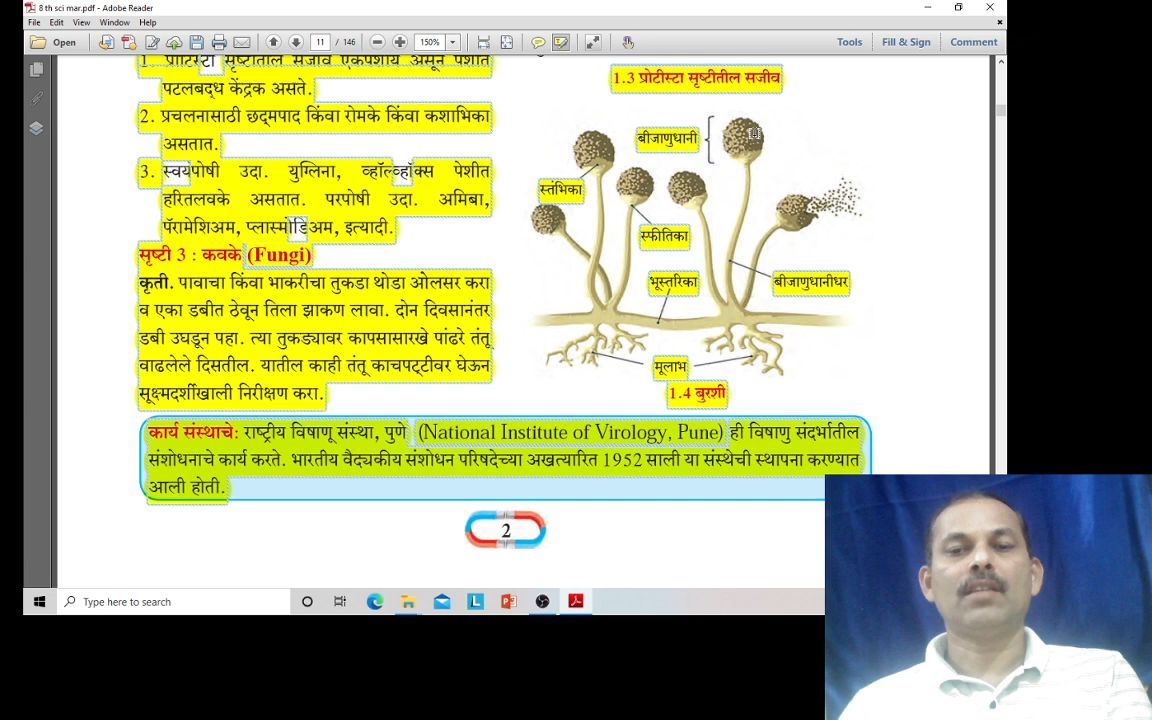 8 th sci mar.pdf - Adobe Reader
File Edit View Window Help
Open 11 / 146 150% Tools Fill & Sign Comment
1. प्रोटिस्टा सृष्टीतील सजीव एकपेशीय असून पेशीत
पटलबद्ध केंद्रक असते.
2. प्रचलनासाठी छद्मपाद किंवा रोमके किंवा कशाभिका
असतात.
3. स्वयंपोषी उदा. युग्लिना, व्हॉल्व्हॉक्स पेशीत
हरितलवके असतात. परपोषी उदा. अमिबा,
पॅरामेशिअम, प्लास्मोडिअम, इत्यादी.
सृष्टी 3 : कवके (Fungi)
कृती. पावाचा किंवा भाकरीचा तुकडा थोडा ओलसर करा
व एका डबीत ठेवून तिला झाकण लावा. दोन दिवसानंतर
डबी उघडून पहा. त्या तुकड्यावर कापसासारखे पांढरे तंतू
वाढलेले दिसतील. यातील काही तंतू काचपट्टीवर घेऊन
सूक्ष्मदर्शीखाली निरीक्षण करा.
1.3 प्रोटीस्टा सृष्टीतील सजीव
बीजाणुधानी
स्तंभिका
स्फीतिका
भूस्तरिका
बीजाणुधानीधर
मूलाभ
1.4 बुरशी
कार्य संस्थाचे: राष्ट्रीय विषाणू संस्था, पुणे (National Institute of Virology, Pune) ही विषाणु संदर्भातील
संशोधनाचे कार्य करते. भारतीय वैद्यकीय संशोधन परिषदेच्या अखत्यारित 1952 साली या संस्थेची स्थापना करण्यात
आली होती.
2
Type here to search